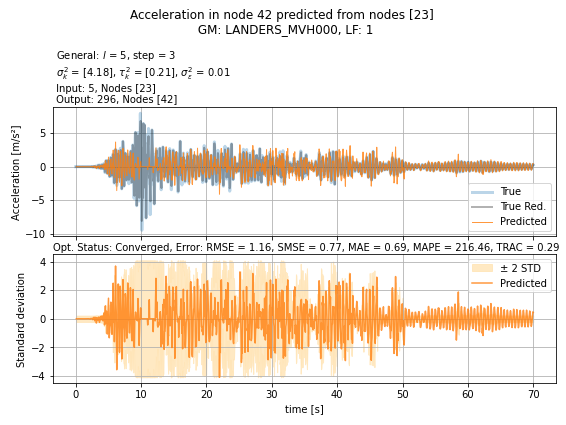 Acceleration in node 42 predicted from nodes [23]
GM: LANDERS_MVH000, LF: 1
General: l = 5, step = 3
σ²ₖ = [4.18], τ²ₖ = [0.21], σ²ε = 0.01
Input: 5, Nodes [23]
Output: 296, Nodes [42]
Acceleration [m/s²]
5
0
−5
−10
True
True Red.
Predicted
Opt. Status: Converged, Error: RMSE = 1.16, SMSE = 0.77, MAE = 0.69, MAPE = 216.46, TRAC = 0.29
Standard deviation
4
2
0
−2
−4
± 2 STD
Predicted
0 10 20 30 40 50 60 70
time [s]